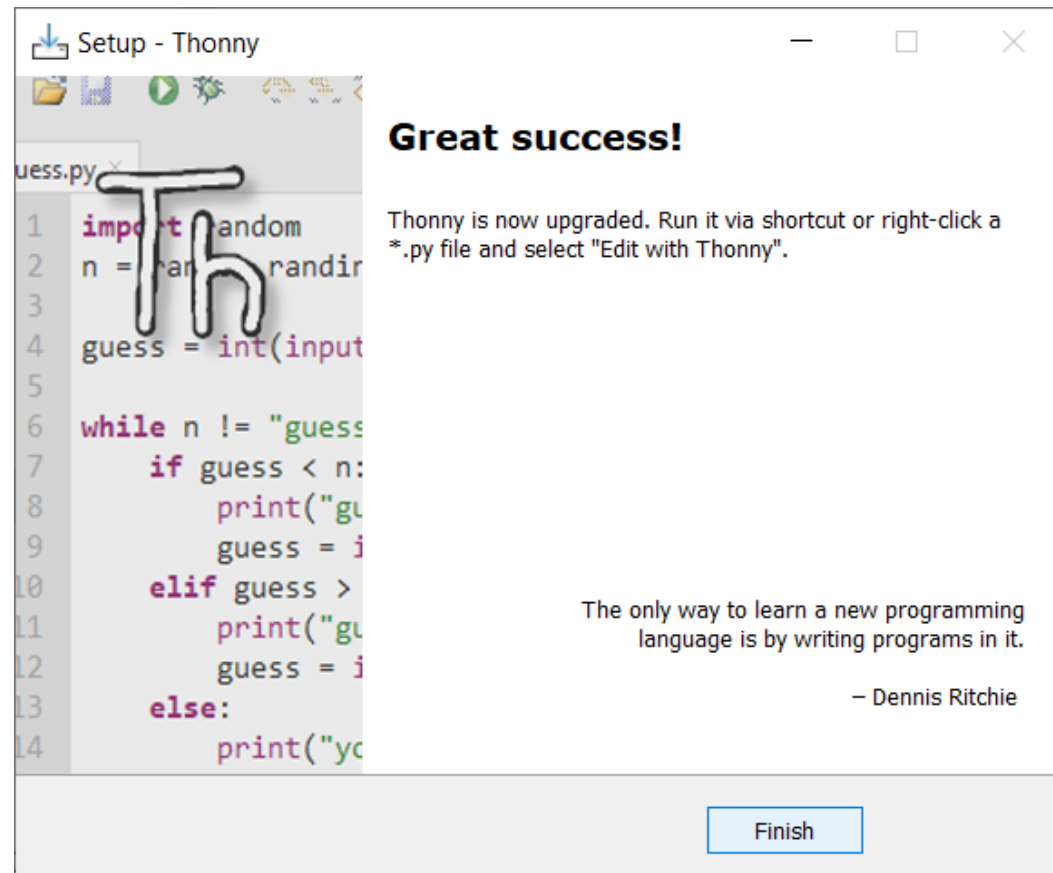 Setup - Thonny
uess.py ×
Th
Great success!
Thonny is now upgraded. Run it via shortcut or right-click a
*.py file and select "Edit with Thonny".
1 import random
2 n = ran randin
3
4 guess = int(input
5
6 while n != "guess
7 if guess < n:
8 print("gu
9 guess = i
10 elif guess >
11 print("gu
12 guess = i
13 else:
14 print("yo
The only way to learn a new programming
language is by writing programs in it.
– Dennis Ritchie
Finish